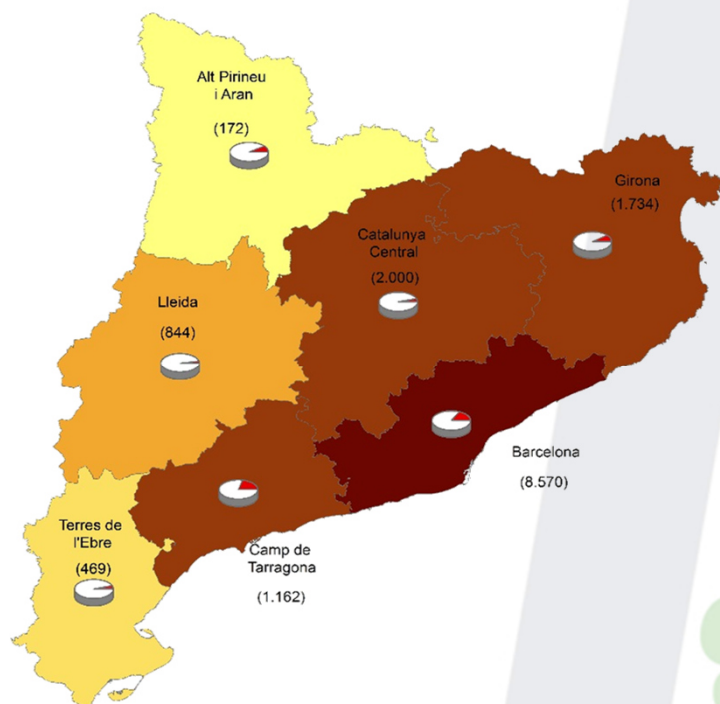 Alt Pirineu
i Aran
(172)
Girona
(1.734)
Catalunya
Central
(2.000)
Lleida
(844)
Barcelona
(8.570)
Terres de
l'Ebre
(469)
Camp de
Tarragona
(1.162)